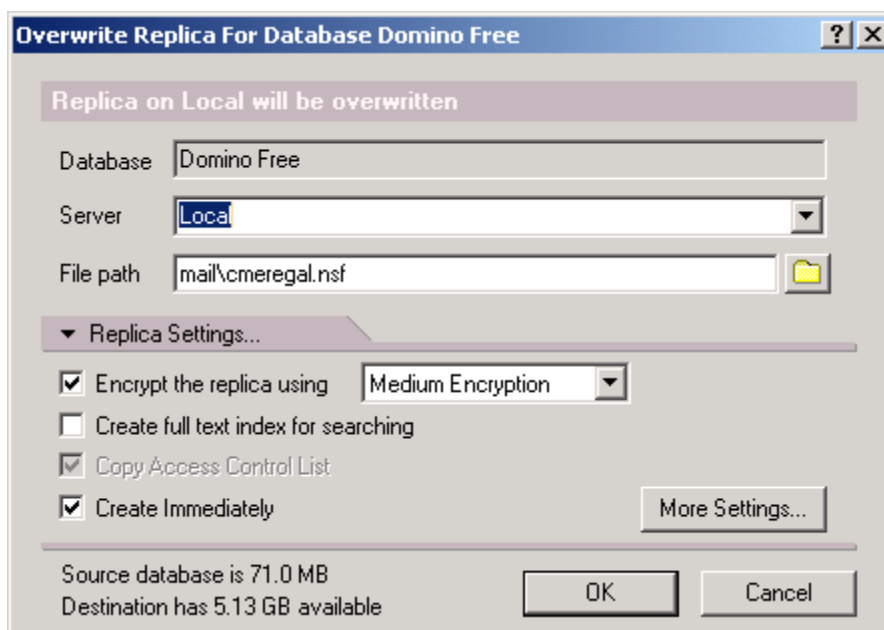 Overwrite Replica For Database Domino Free
Replica on Local will be overwritten
Database Domino Free
Server Local
File path mail\cmeregal.nsf
Replica Settings...
Encrypt the replica using Medium Encryption
Create full text index for searching
Copy Access Control List
Create Immediately More Settings...
Source database is 71.0 MB
Destination has 5.13 GB available
OK Cancel